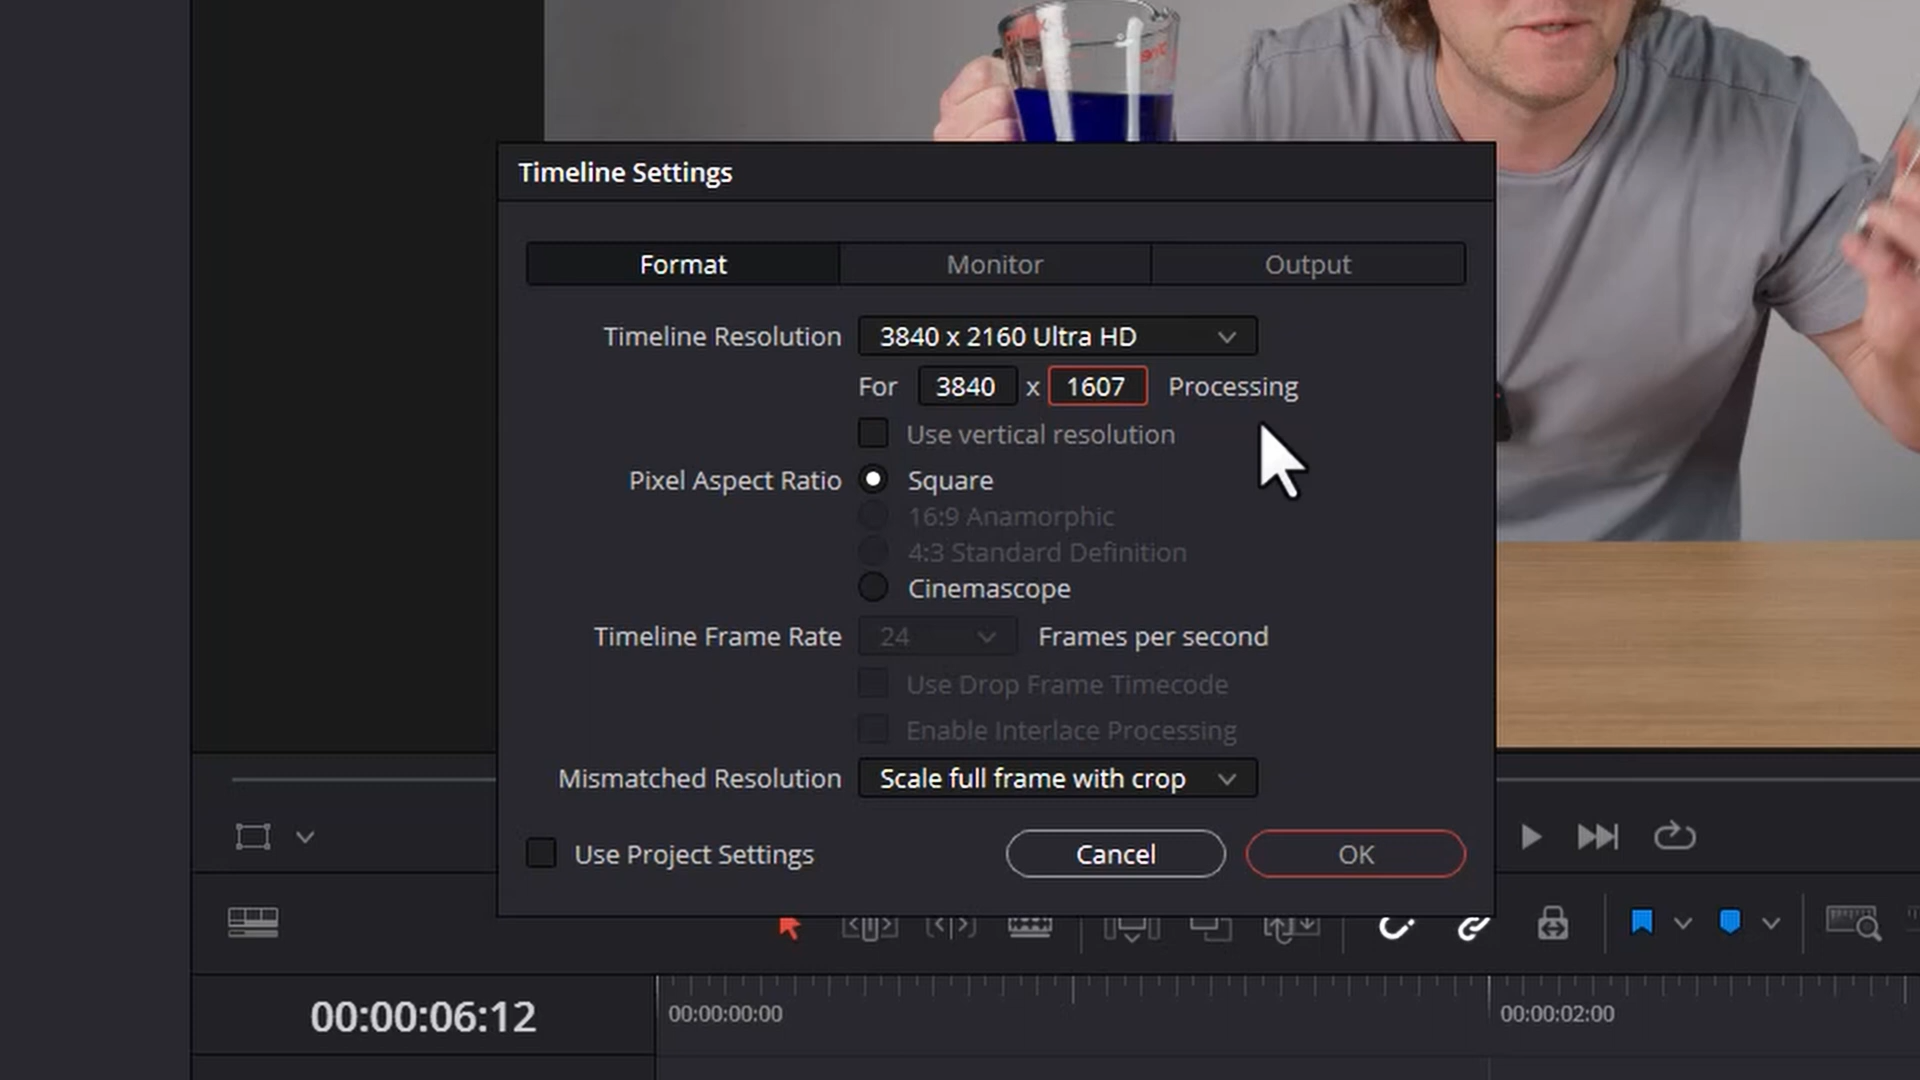 Timeline Settings
Format Monitor Output
Timeline Resolution 3840 x 2160 Ultra HD
For 3840 x 1607 Processing
Use vertical resolution
Pixel Aspect Ratio Square
16:9 Anamorphic
4:3 Standard Definition
Cinemascope
Timeline Frame Rate 24 Frames per second
Use Drop Frame Timecode
Enable Interlace Processing
Mismatched Resolution Scale full frame with crop
Use Project Settings Cancel OK
00:00:06:12 00:00:00:00 00:00:02:00